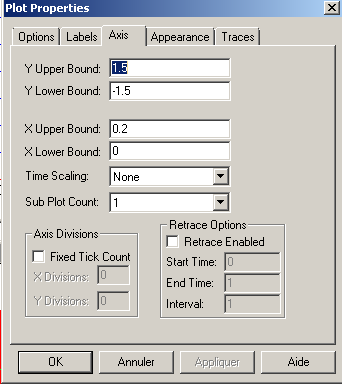 Plot Properties
Options Labels Axis Appearance Traces
Y Upper Bound: 1.5
Y Lower Bound: -1.5
X Upper Bound: 0.2
X Lower Bound: 0
Time Scaling: None
Sub Plot Count: 1
Axis Divisions
Fixed Tick Count
X Divisions: 0
Y Divisions: 0
Retrace Options
Retrace Enabled
Start Time: 0
End Time: 1
Interval: 1
OK Annuler Appliquer Aide